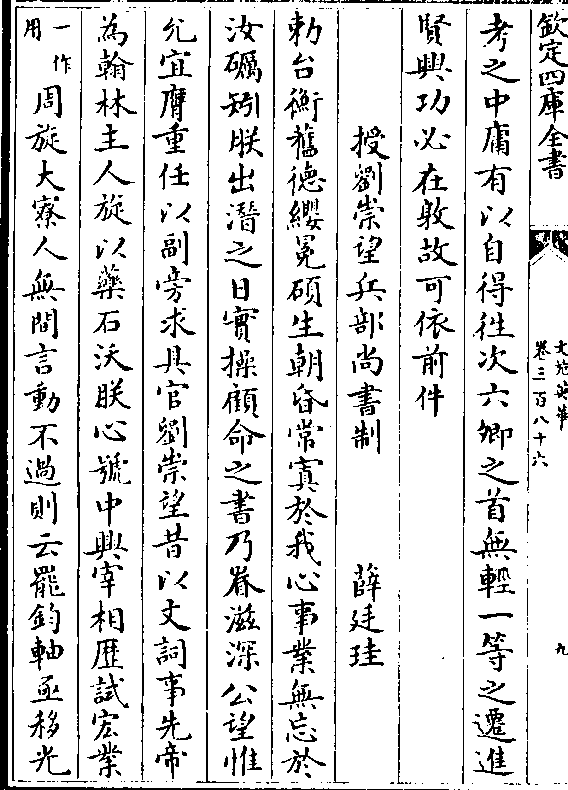 欽定四庫全書
文苑英華
卷三百八十六
九
考之中庸有以自得往次六卿之首無輕一等之遷進
賢興功必在敦故可依前件
授劉崇望兵部尚書制 薛廷珪
勅台衡舊德纓冕碩生朝昏常寘於我心事業無忘於
汝礪矧朕出潛之日實操顧命之書乃眷滋深公望惟
允宜膺重任以副旁求具官劉崇望昔以文詞事先帝
為翰林主人旋以藥石沃朕心號中興宰相歷試宏業
一作用周旋大寮人無間言動不過則云罷鈞軸亟移光